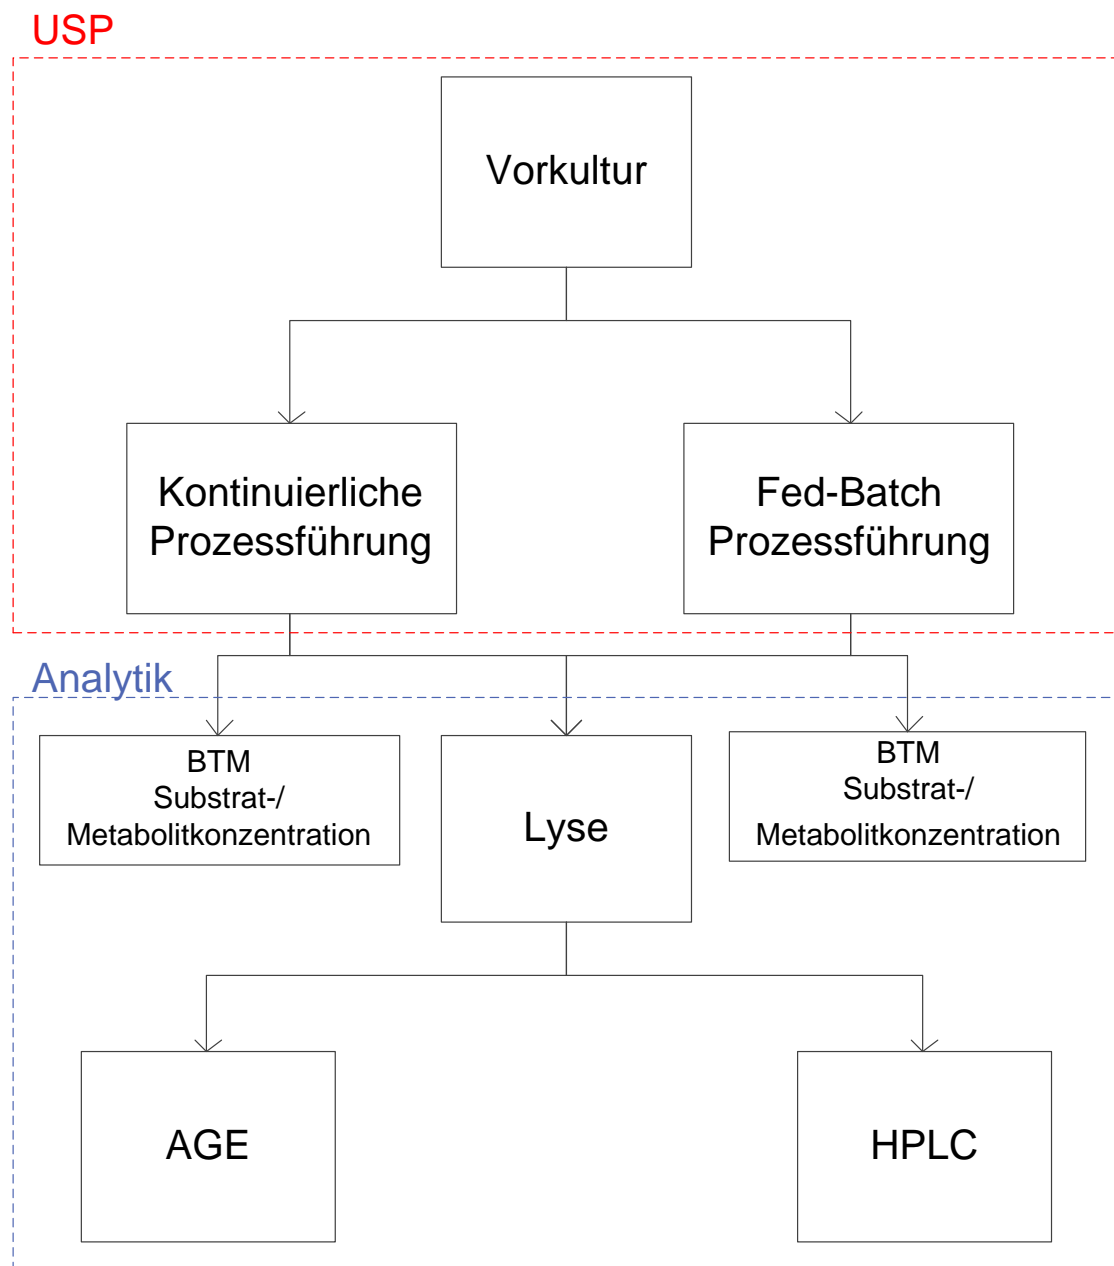 USP
Vorkultur
Kontinuierliche
Prozessführung
Fed-Batch
Prozessführung
Analytik
BTM
Substrat-/
Metabolitkonzentration
Lyse
BTM
Substrat-/
Metabolitkonzentration
AGE
HPLC